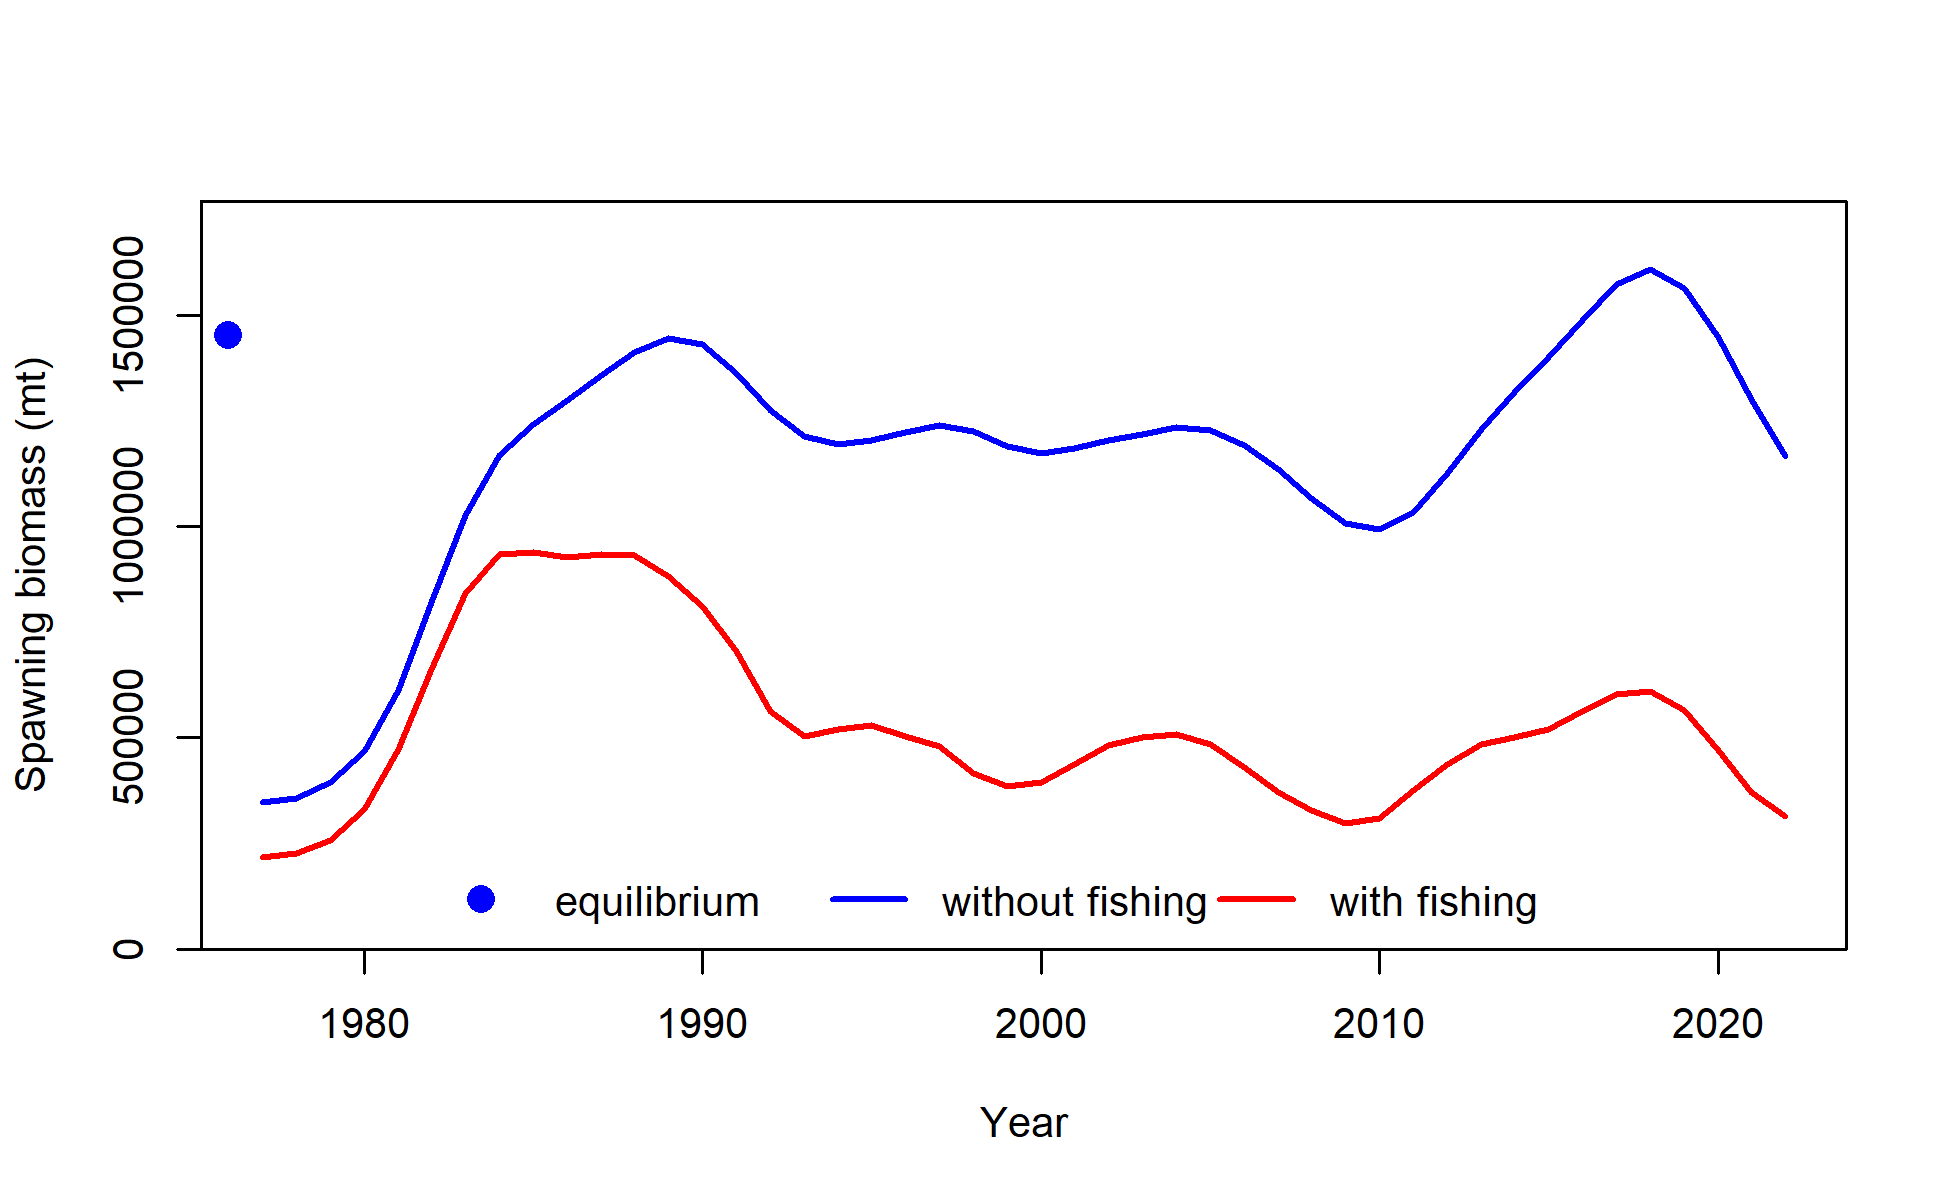 Spawning biomass (mt)
1500000
1000000
500000
0
equilibrium without fishing with fishing
1980 1990 2000 2010 2020
Year